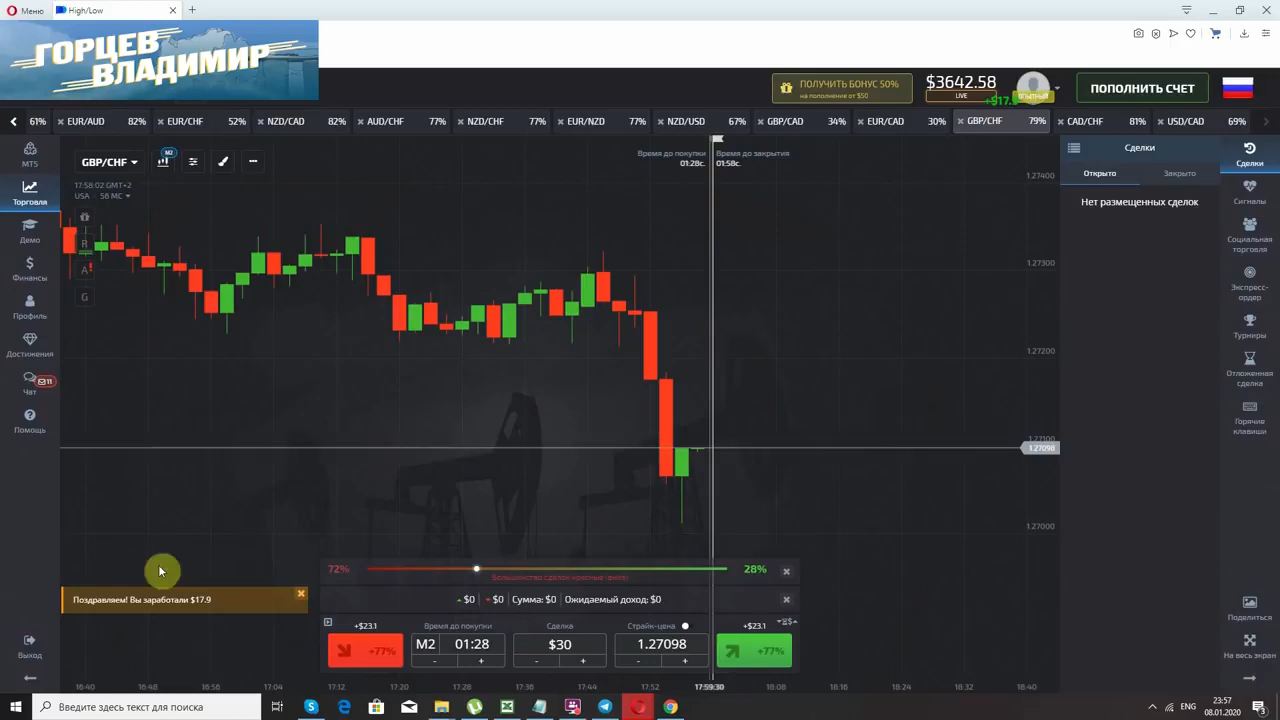 Меню
High/Low
ГОРЦЕВ
ВЛАДИМИР
ПОЛУЧИТЬ БОНУС 50%
на пополнение от $50
$3642.58
LIVE
ПОПОЛНИТЬ СЧЕТ
61% EUR/AUD 82% EUR/CHF 52% NZD/CAD 82% AUD/CHF 77% NZD/CHF 77% EUR/NZD 77% NZD/USD 67% GBP/CAD 34% EUR/CAD 30% GBP/CHF 79% CAD/CHF 81% USD/CAD 69%
MT5
Торговля
Демо
Финансы
Профиль
Достижения
11
Чат
Помощь
Выход
GBP/CHF
M2
17:58:02 GMT+2
USA - 56 МС
R
A
G
Время до покупки
01:28с.
Время до закрытия
01:58с.
1.27400
1.27300
1.27200
1.27100
1.27098
1.27000
Поздравляем! Вы заработали $17.9
72%
Большинство сделок красные (вниз)
28%
$0 $0 Сумма: $0 Ожидаемый доход: $0
+$23.1 Время до покупки Сделка Страйк-цена +$23.1
+77% M2 01:28 $30 1.27098 +77%
- + - + - +
16:40 16:48 16:56 17:04 17:12 17:20 17:28 17:36 17:44 17:52 17:59:30 18:08 18:16 18:24 18:32 18:40
Сделки
Открыто
Закрыто
Нет размещенных сделок
Сделки
Сигналы
Социальная
торговля
Экспресс-
ордер
Турниры
Отложенная
сделка
Горячие
клавиши
Поделиться
На весь экран
Введите здесь текст для поиска
ENG
23:57
08.01.2020
3